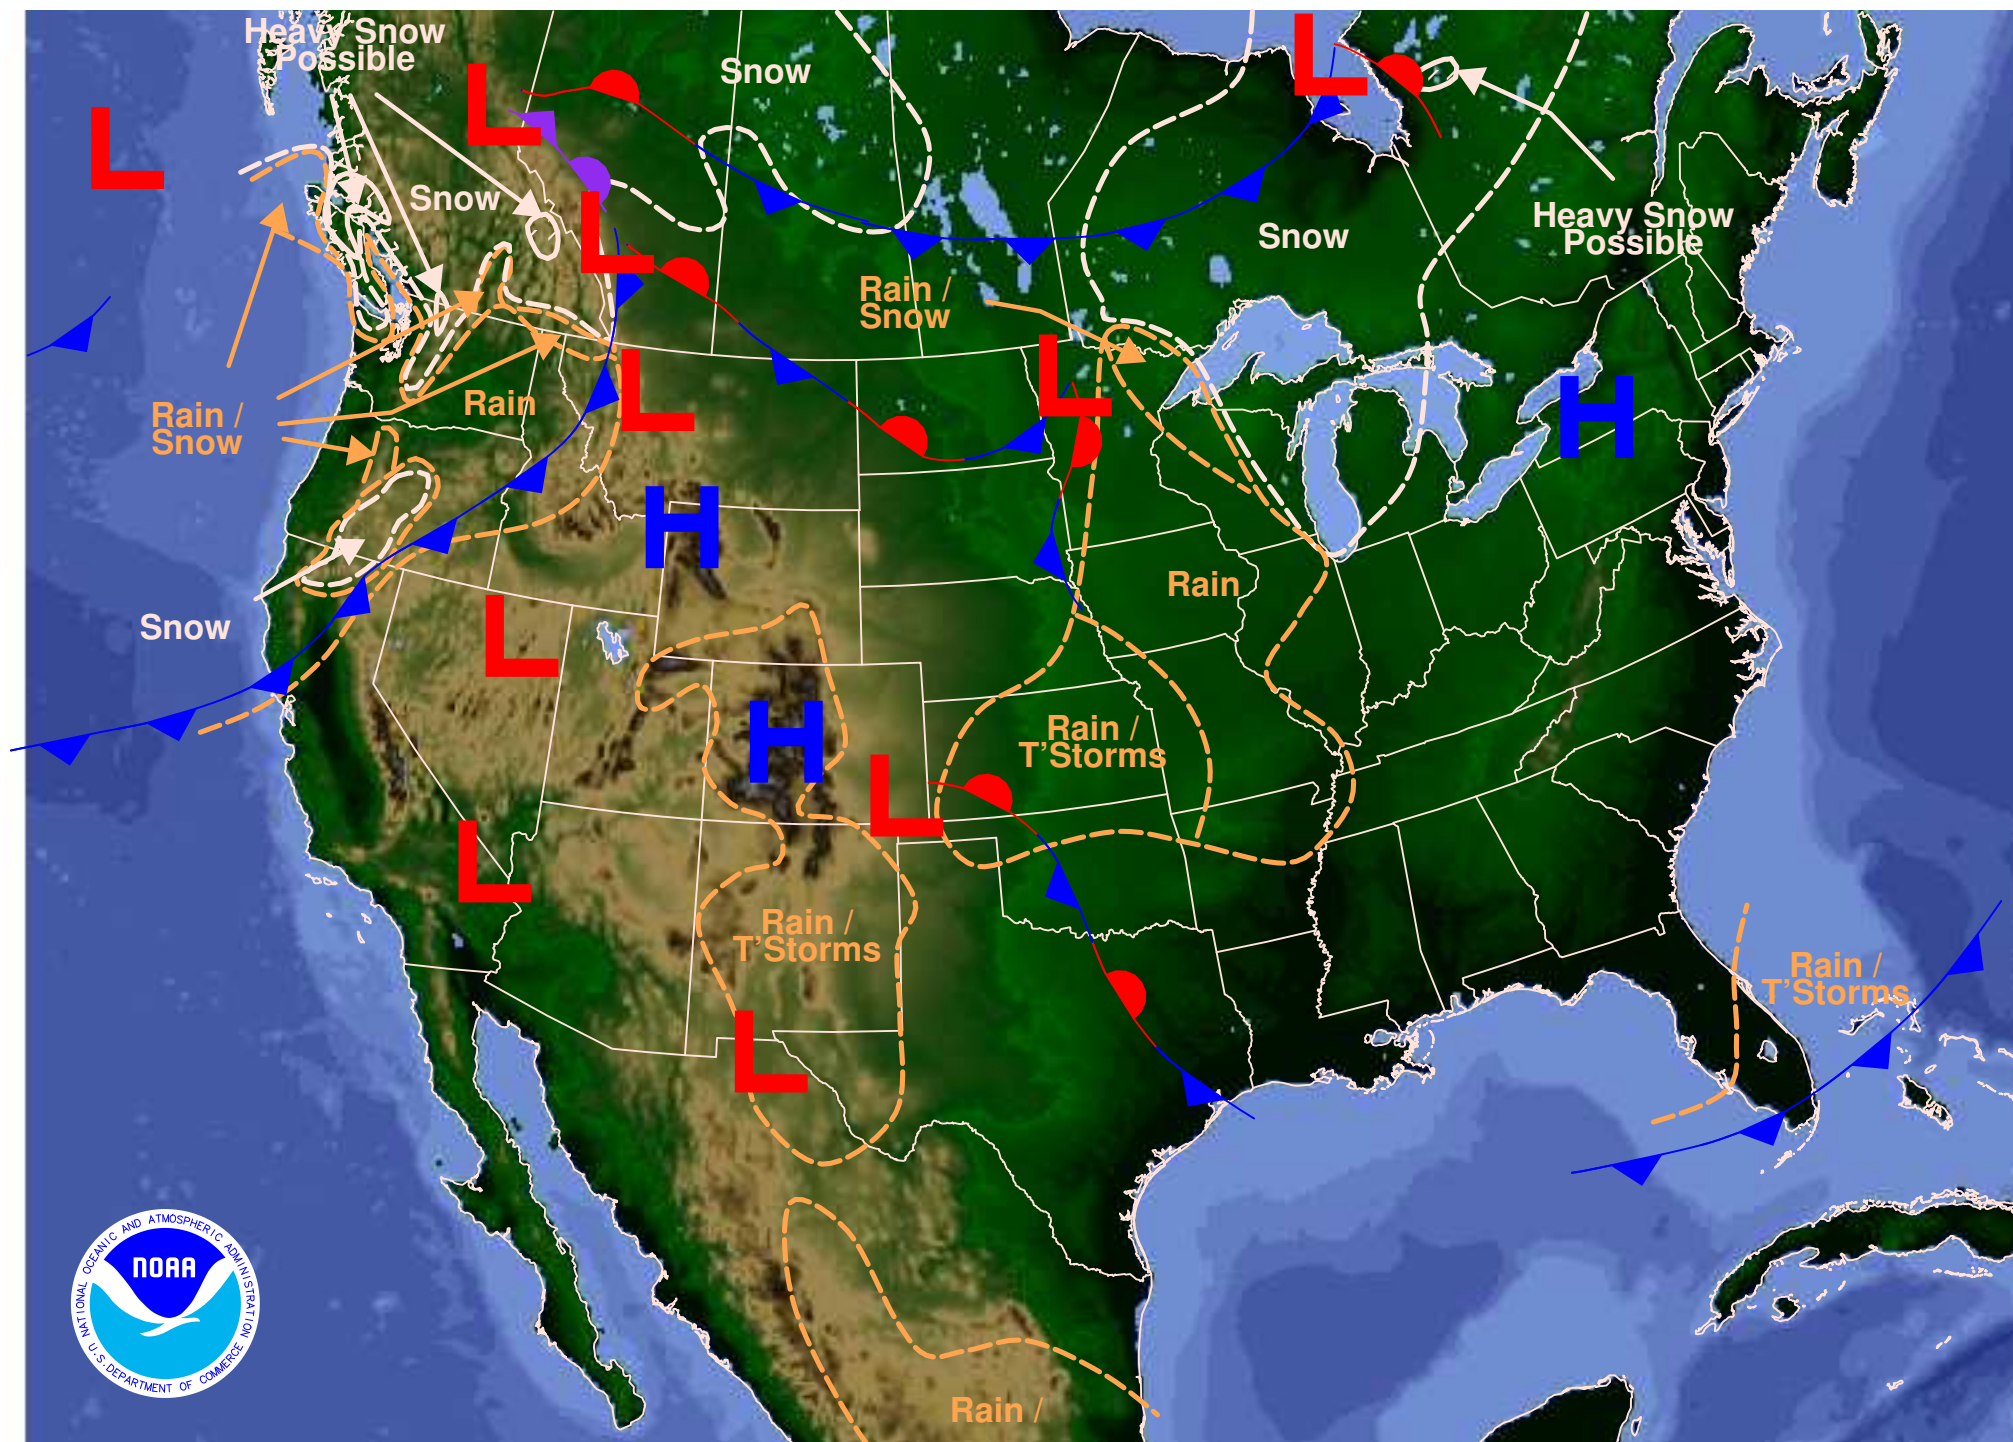 Heavy Snow
Possible
L
L
Snow
L
Snow
L
Heavy Snow
Possible
Snow
Rain /
Snow
L
L
H
Rain /
Snow
Rain
H
Rain
L
Snow
Rain /
T'Storms
H
L
L
Rain /
T'Storms
Rain /
T'Storms
L
NATIONAL OCEANIC AND ATMOSPHERIC ADMINISTRATION
NOAA
U.S. DEPARTMENT OF COMMERCE
Rain /